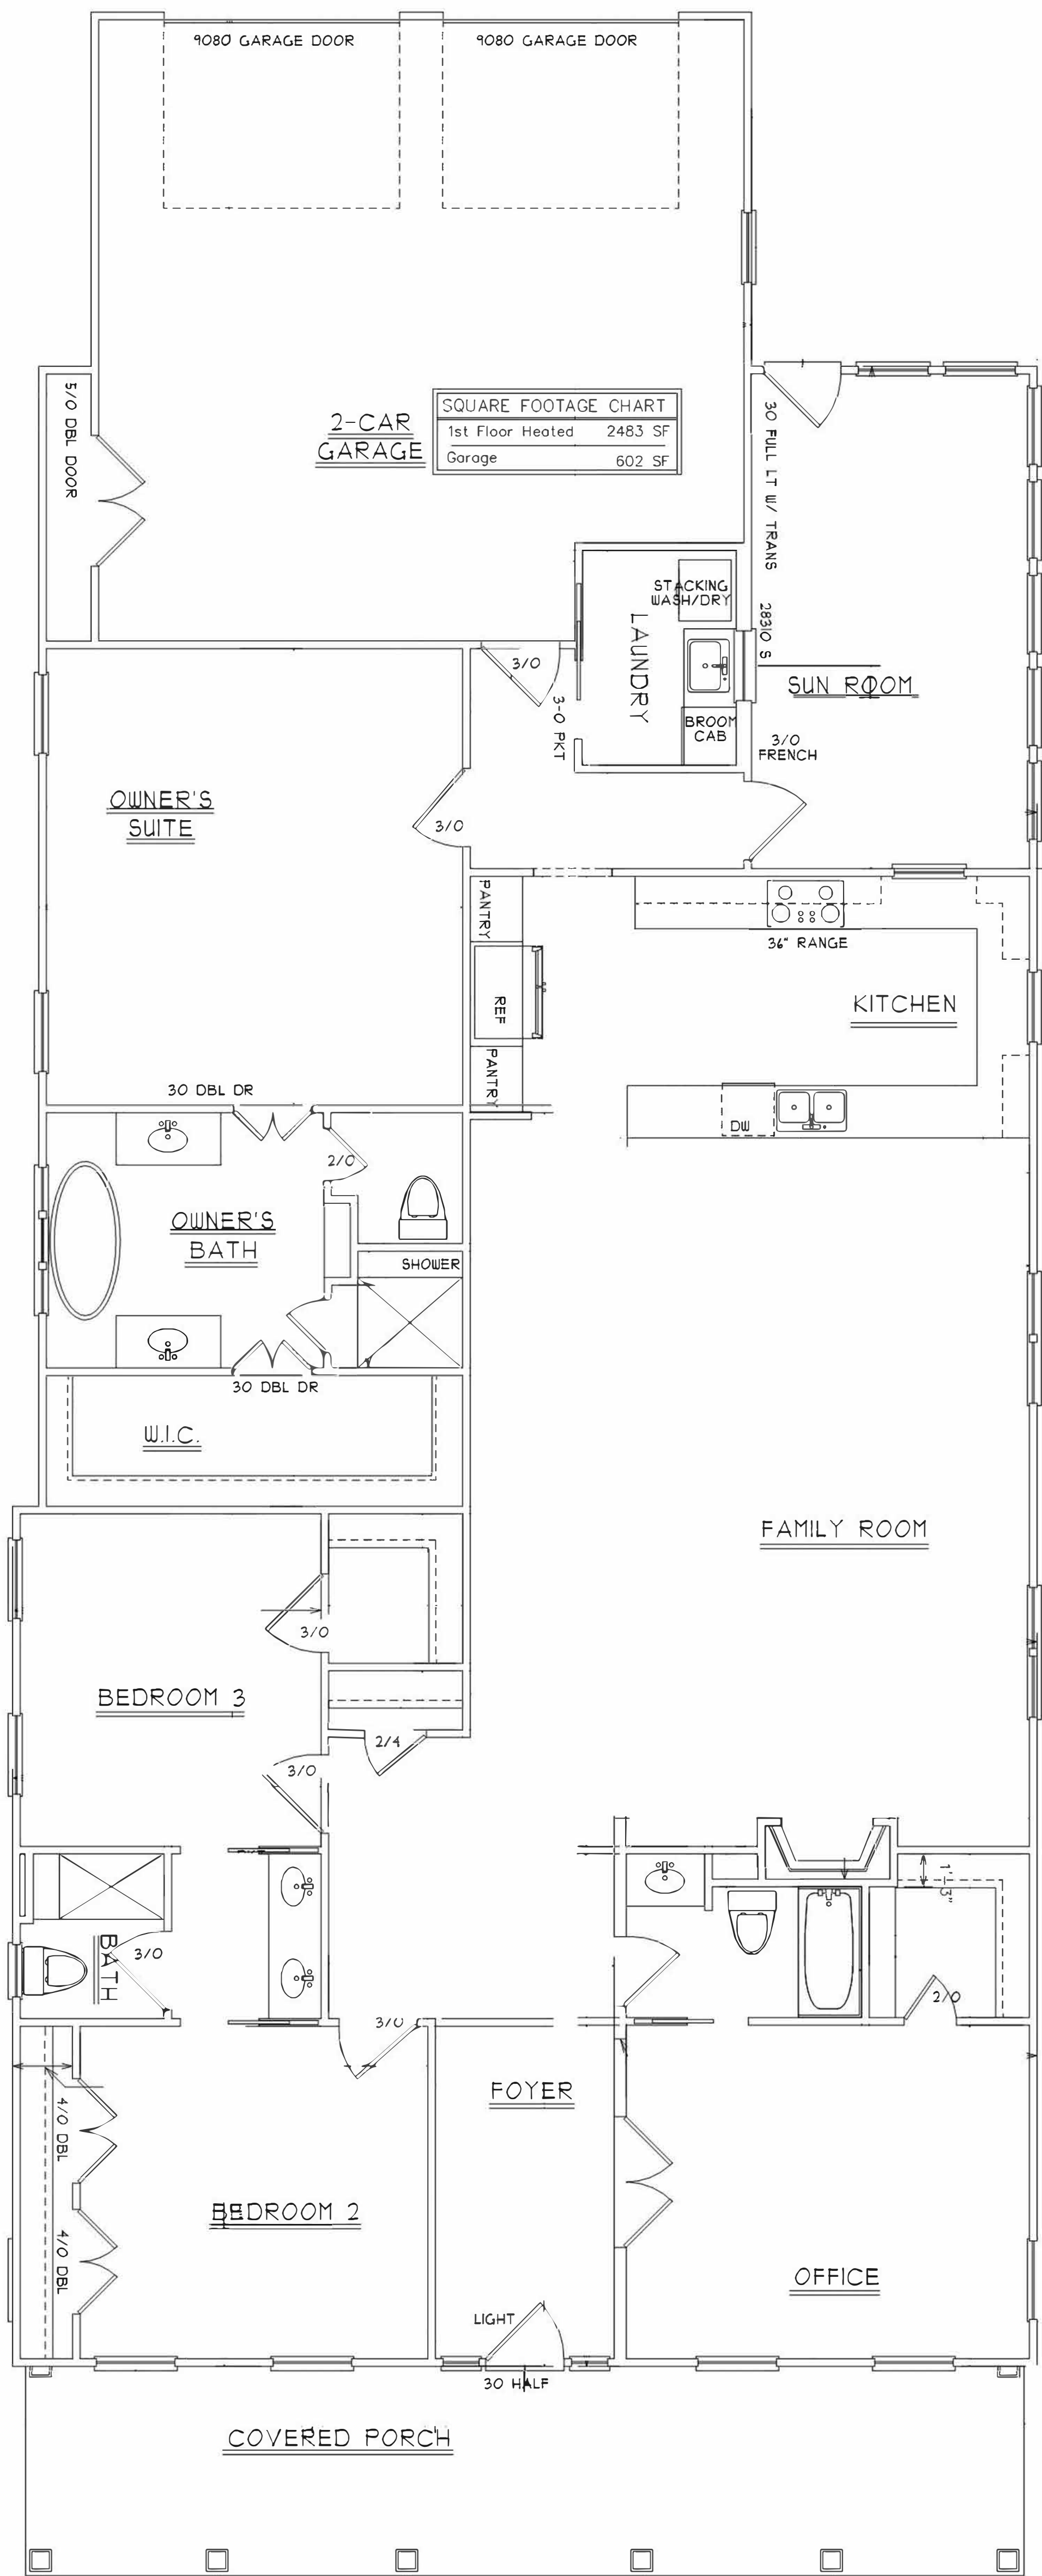 9080 GARAGE DOOR
9080 GARAGE DOOR
5/0 DBL DOOR
2-CAR
GARAGE
SQUARE FOOTAGE CHART
1st Floor Heated 2483 SF
Garage 602 SF
30 FULL LT W/ TRANS
28310 S
STACKING
WASH/DRY
LAUNDRY
BROOM
CAB
3/0
3-0 PKT
SUN ROOM
3/0
FRENCH
OWNER'S
SUITE
3/0
PANTRY
REF
PANTRY
36" RANGE
KITCHEN
DW
30 DBL DR
2/0
OWNER'S
BATH
SHOWER
30 DBL DR
W.I.C.
FAMILY ROOM
3/0
BEDROOM 3
2/4
3/0
1'-3"
BATH
3/0
2/0
3/0
FOYER
4/0 DBL
BEDROOM 2
4/0 DBL
OFFICE
LIGHT
30 HALF
COVERED PORCH